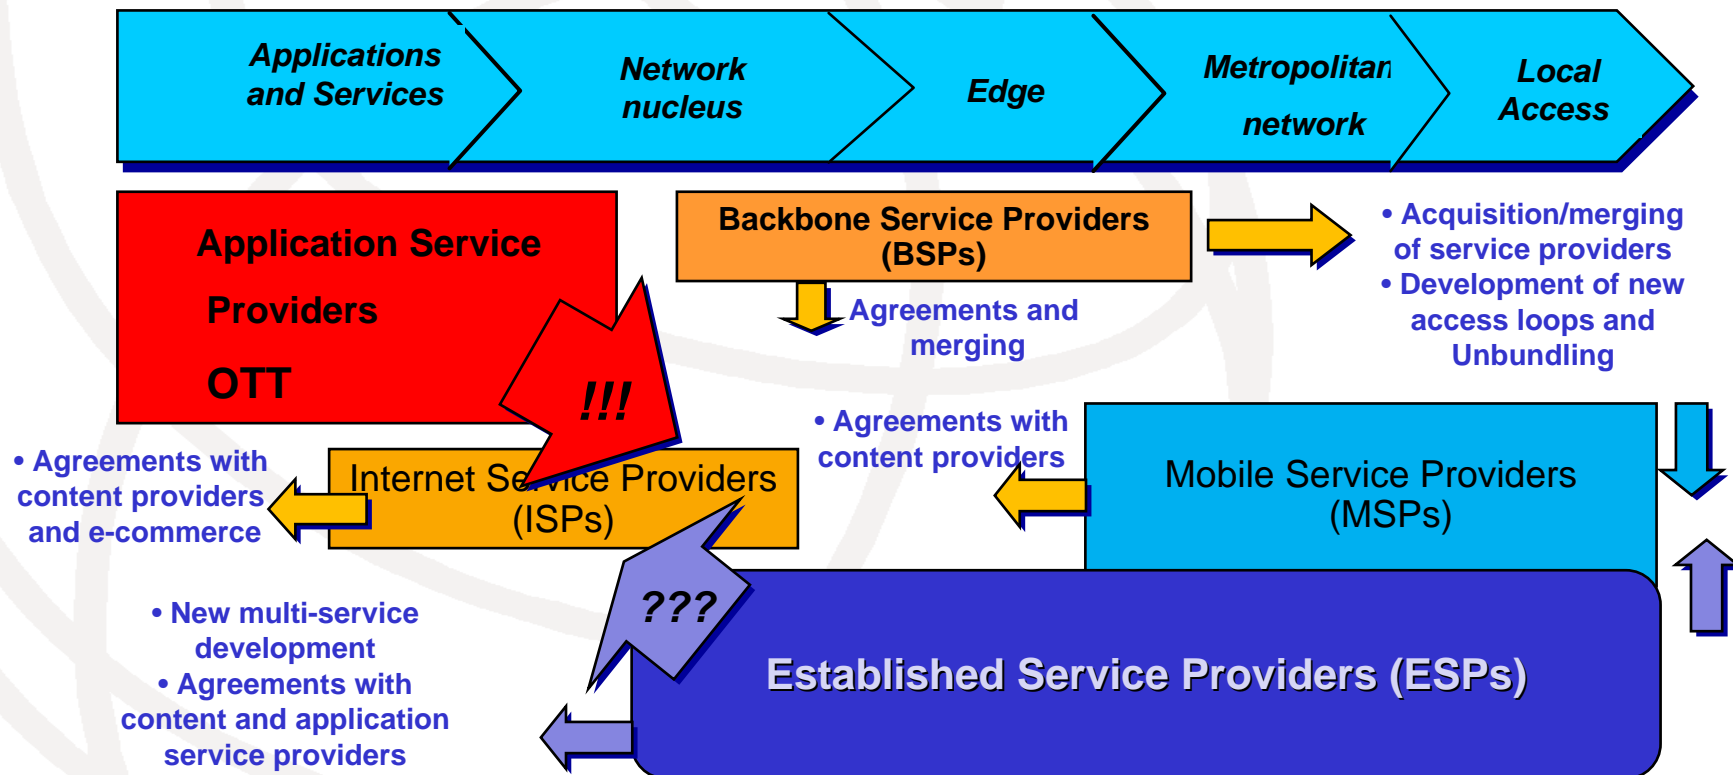 Applications
and Services
Network
nucleus
Edge
Metropolitan
network
Local
Access
Application Service
Providers
OTT
!!!
Backbone Service Providers
(BSPs)
• Acquisition/merging
of service providers
• Development of new
access loops and
Unbundling
Agreements and
merging
• Agreements with
content providers
• Agreements with
content providers
and e-commerce
Internet Service Providers
(ISPs)
Mobile Service Providers
(MSPs)
???
• New multi-service
development
• Agreements with
content and application
service providers
Established Service Providers (ESPs)